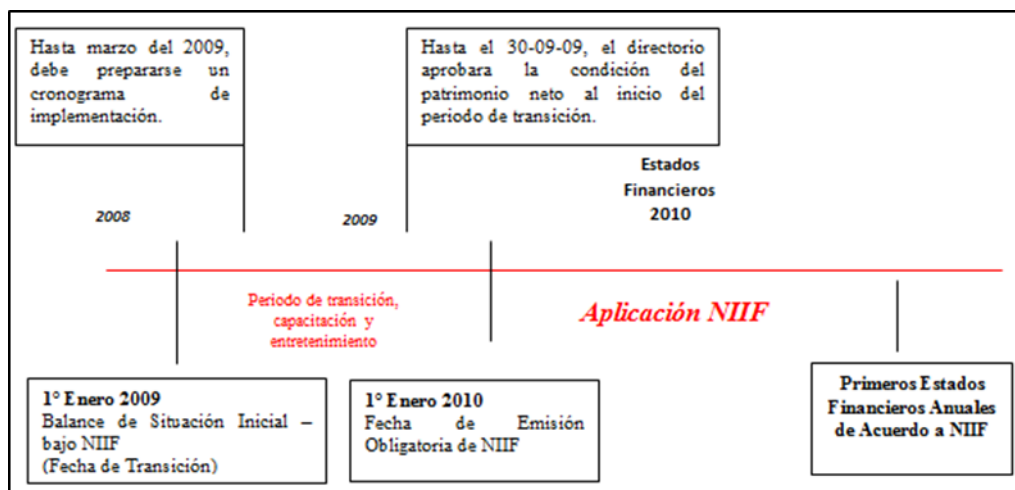 Hasta marzo del 2009,
debe prepararse un
cronograma de
implementación.
Hasta el 30-09-09, el directorio
aprobara la condición del
patrimonio neto al inicio del
periodo de transición.
Estados
Financieros
2010
2008
2009
Periodo de transición,
capacitación y
entretenimiento
Aplicación NIIF
1° Enero 2009
Balance de Situación Inicial –
bajo NIIF
(Fecha de Transición)
1° Enero 2010
Fecha de Emisión
Obligatoria de NIIF
Primeros Estados
Financieros Anuales
de Acuerdo a NIIF